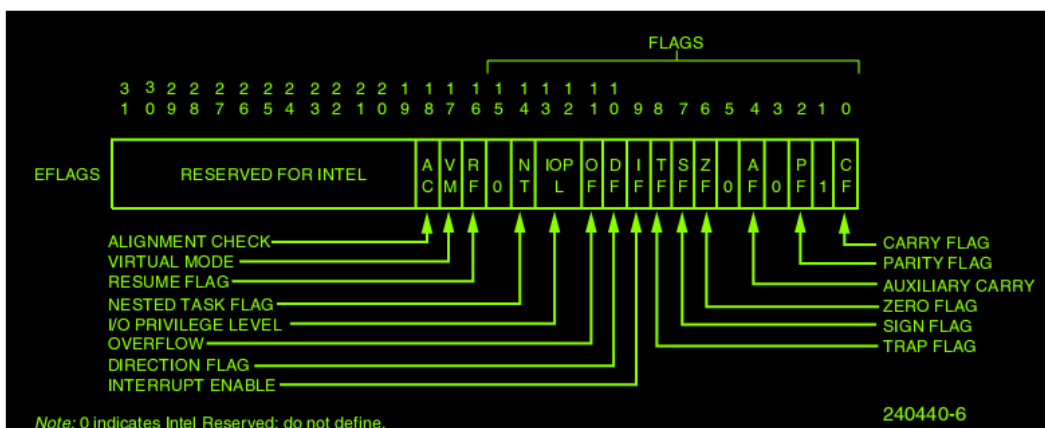 FLAGS
3 3 2 2 2 2 2 2 2 2 2 2 1 1 1 1 1 1 1 1 1 1
1 0 9 8 7 6 5 4 3 2 1 0 9 8 7 6 5 4 3 2 1 0 9 8 7 6 5 4 3 2 1 0
EFLAGS
RESERVED FOR INTEL
A V R N IOP O D I T S Z A P C
C M F 0 T L F F F F F F 0 F 0 F 1 F
ALIGNMENT CHECK
VIRTUAL MODE
RESUME FLAG
NESTED TASK FLAG
I/O PRIVILEGE LEVEL
OVERFLOW
DIRECTION FLAG
INTERRUPT ENABLE
CARRY FLAG
PARITY FLAG
AUXILIARY CARRY
ZERO FLAG
SIGN FLAG
TRAP FLAG
Note: 0 indicates Intel Reserved: do not define.
240440-6